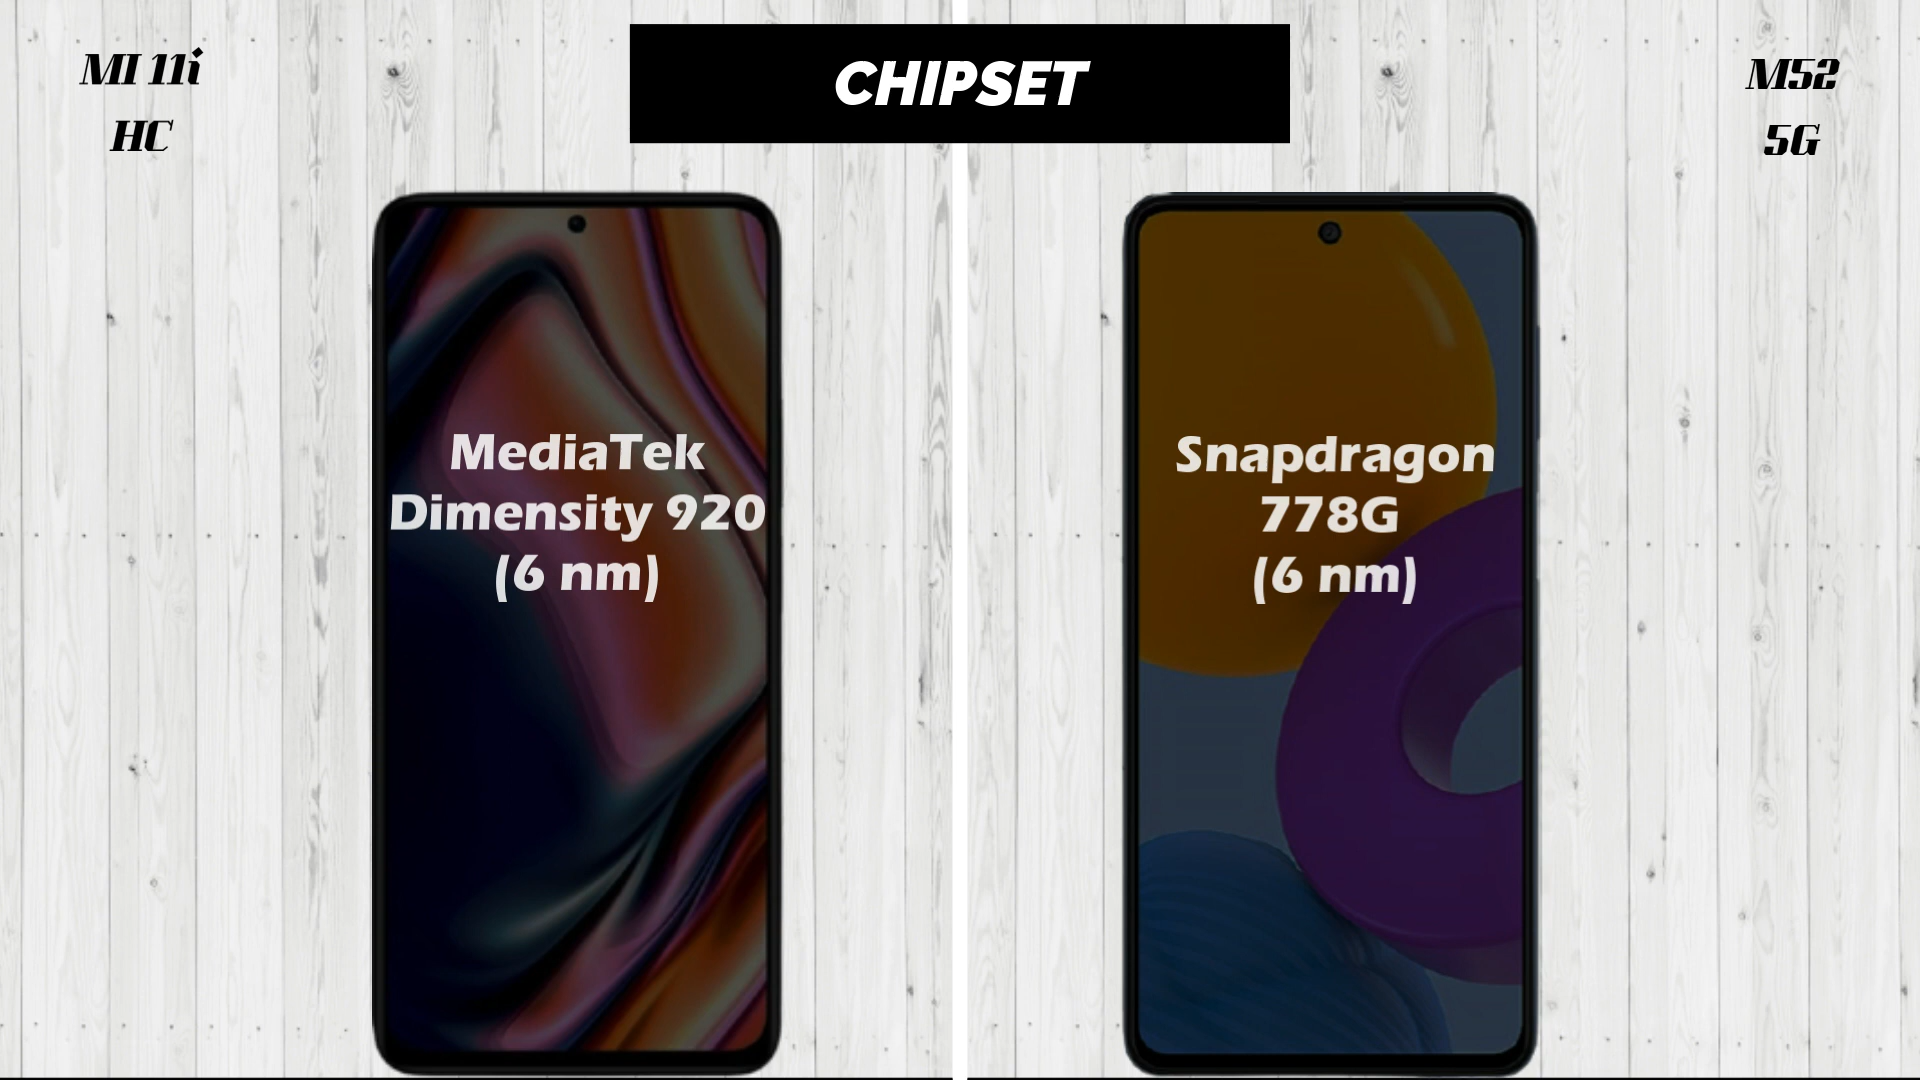 CHIPSET
MI 11i
HC
M52
5G
MediaTek
Dimensity 920
(6 nm)
Snapdragon
778G
(6 nm)